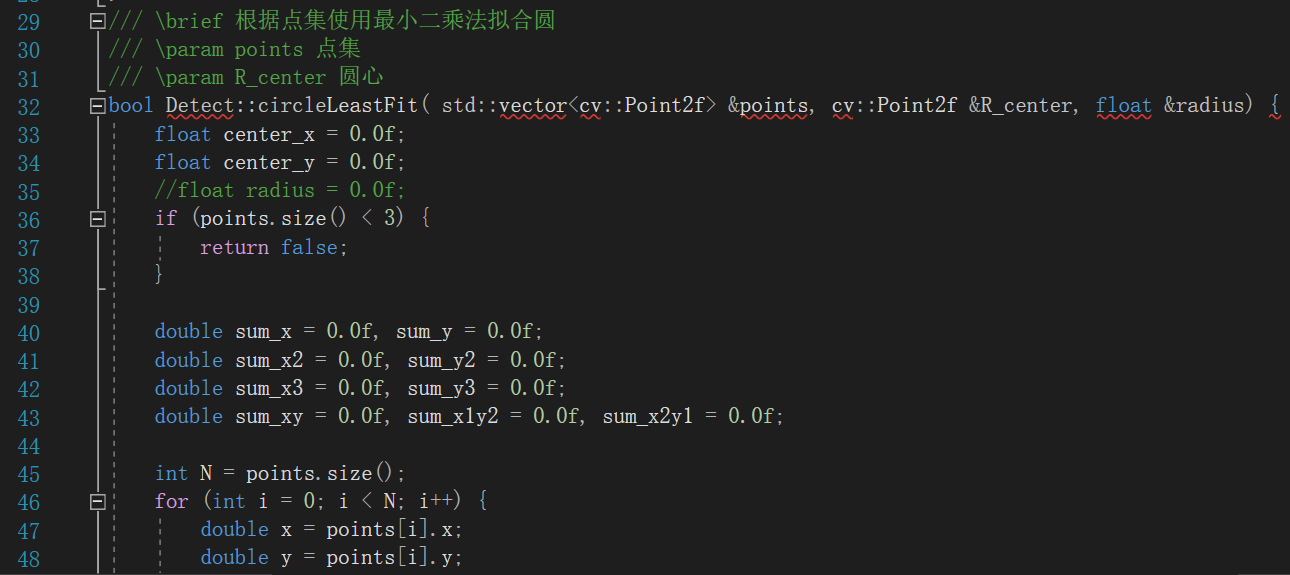 29 /// \brief 根据点集使用最小二乘法拟合圆
30 /// \param points 点集
31 /// \param R_center 圆心
32 bool Detect::circleLeastFit( std::vector<cv::Point2f> &points, cv::Point2f &R_center, float &radius) {
33 float center_x = 0.0f;
34 float center_y = 0.0f;
35 //float radius = 0.0f;
36 if (points.size() < 3) {
37 return false;
38 }
39
40 double sum_x = 0.0f, sum_y = 0.0f;
41 double sum_x2 = 0.0f, sum_y2 = 0.0f;
42 double sum_x3 = 0.0f, sum_y3 = 0.0f;
43 double sum_xy = 0.0f, sum_x1y2 = 0.0f, sum_x2y1 = 0.0f;
44
45 int N = points.size();
46 for (int i = 0; i < N; i++) {
47 double x = points[i].x;
48 double y = points[i].y;